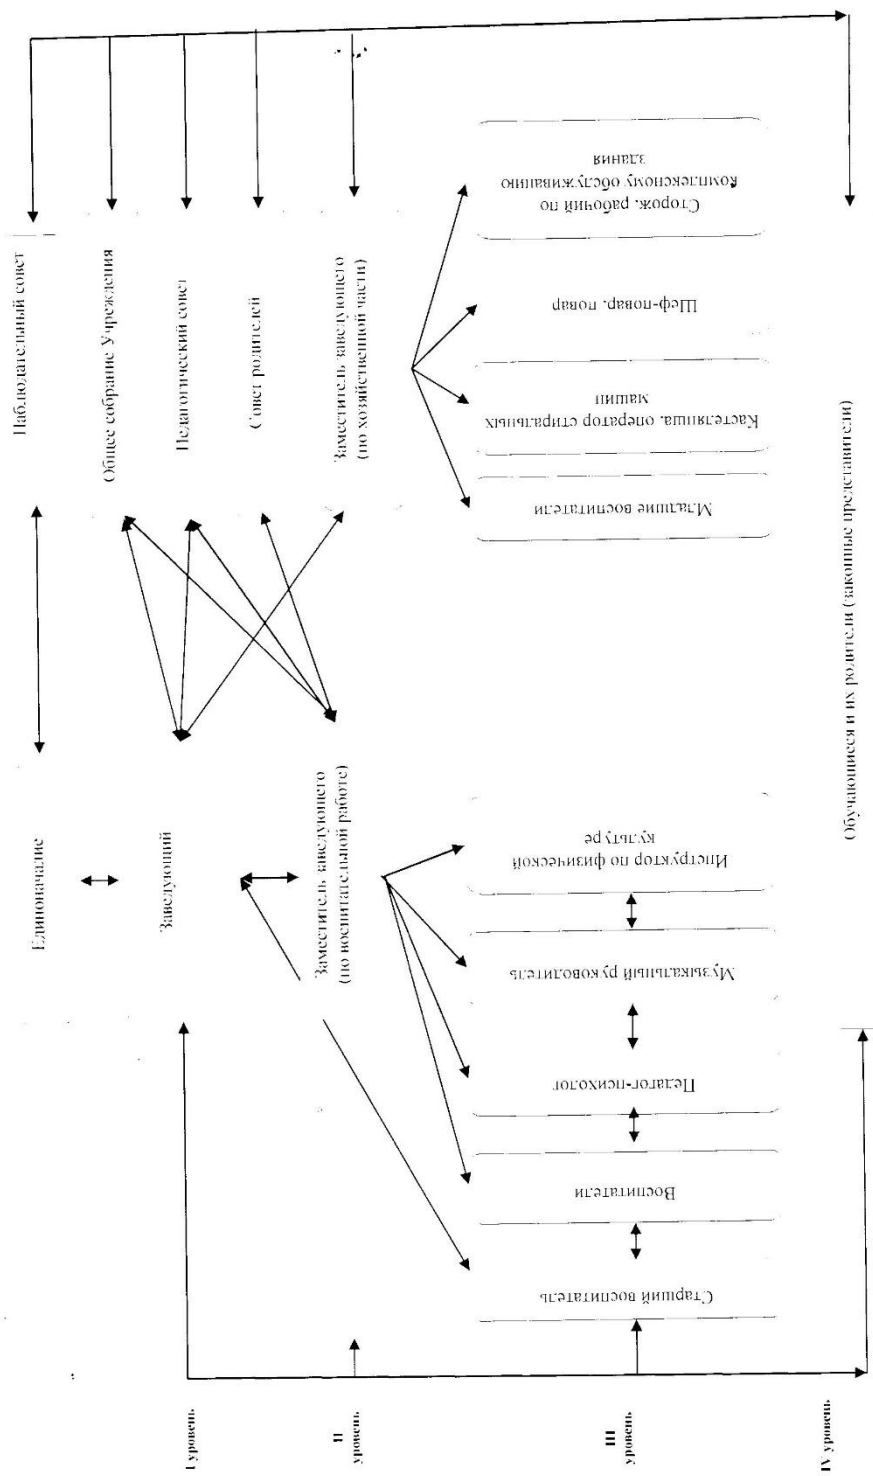 Единоначалие
Наблюдательный совет
I уровень
Заведующий
Общее собрание Учреждения
Педагогический совет
Совет родителей
II
уровень
Заместитель заведующего
(по воспитательной работе)
Заместитель заведующего
(по хозяйственной части)
III
уровень
Старший воспитатель
Воспитатели
Педагог-психолог
Музыкальный руководитель
Инструктор по физической
культуре
Младшие воспитатели
Кастелянша. оператор стиральных
машин
Шеф-повар. повар
Сторож. рабочий по
комплексному обслуживанию
здания
IV уровень
Обучающиеся и их родители (законные представители)